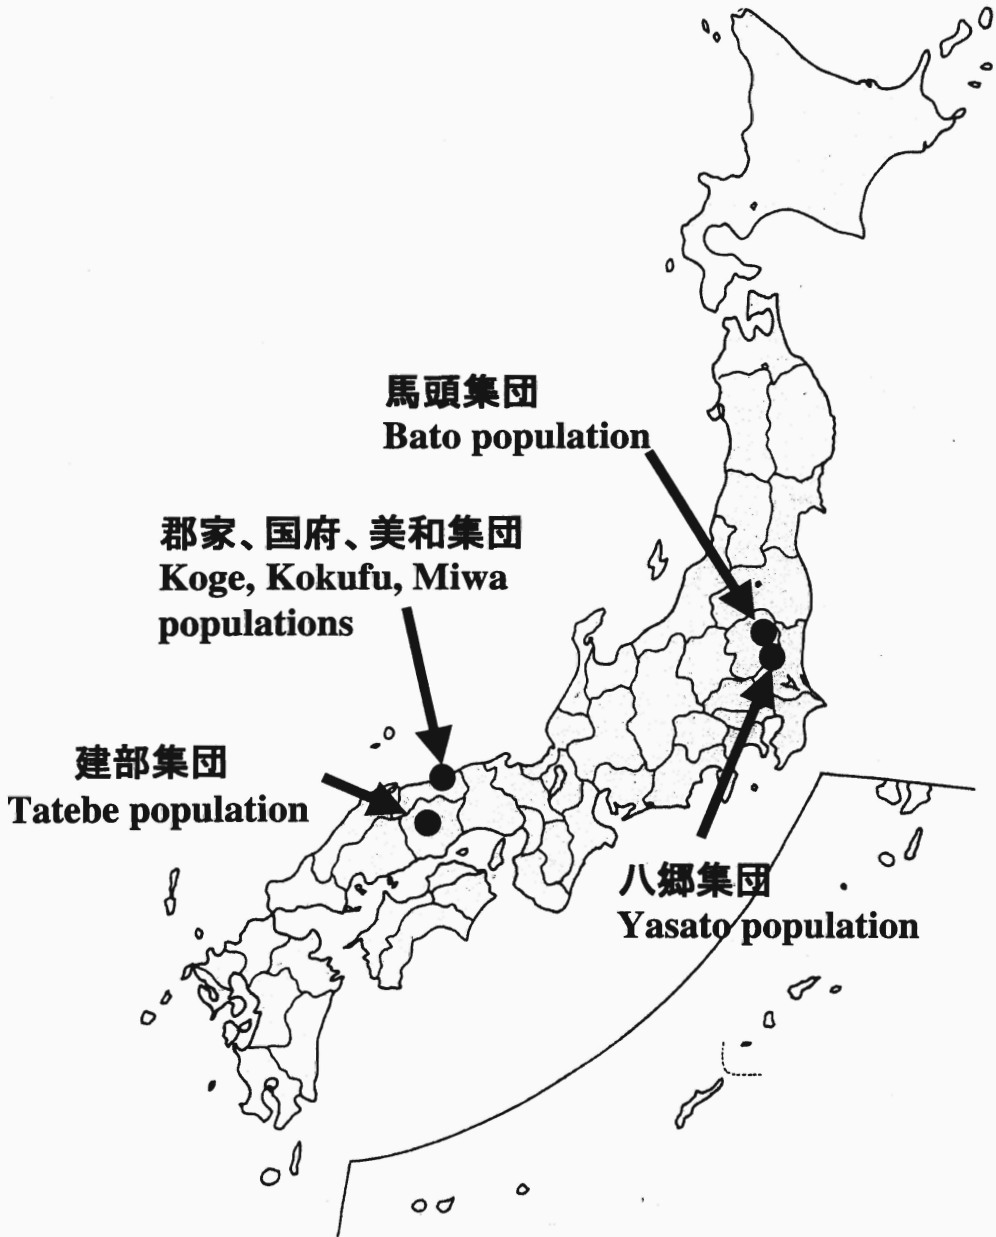 馬頭集団
Bato population
郡家、国府、美和集団
Koge, Kokufu, Miwa
populations
建部集団
Tatebe population
八郷集団
Yasato population